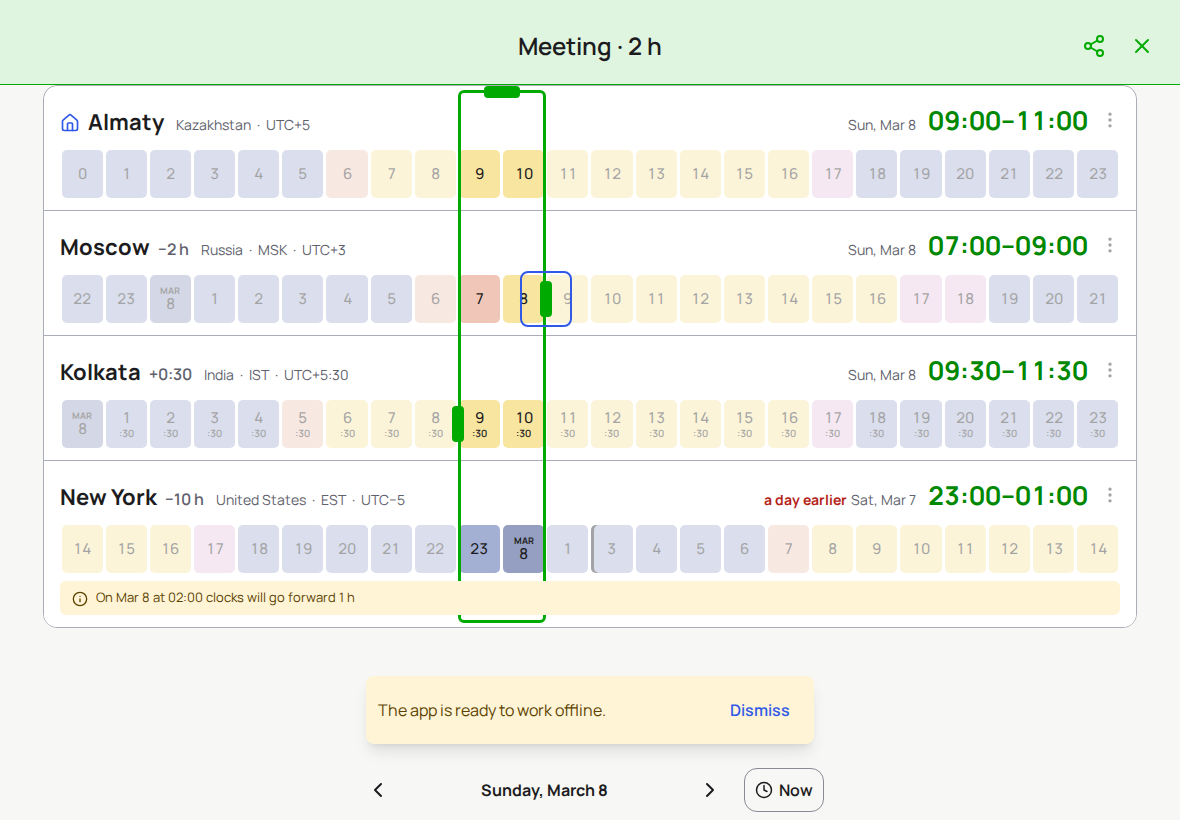 Meeting · 2 h
Almaty Kazakhstan · UTC+5 Sun, Mar 8 09:00–11:00
0 1 2 3 4 5 6 7 8 9 10 11 12 13 14 15 16 17 18 19 20 21 22 23
Moscow −2 h Russia · MSK · UTC+3 Sun, Mar 8 07:00–09:00
22 23 MAR 8 1 2 3 4 5 6 7 8 9 10 11 12 13 14 15 16 17 18 19 20 21
Kolkata +0:30 India · IST · UTC+5:30 Sun, Mar 8 09:30–11:30
MAR 8 1:30 2:30 3:30 4:30 5:30 6:30 7:30 8:30 9:30 10:30 11:30 12:30 13:30 14:30 15:30 16:30 17:30 18:30 19:30 20:30 21:30 22:30 23:30
New York −10 h United States · EST · UTC−5 a day earlier Sat, Mar 7 23:00–01:00
14 15 16 17 18 19 20 21 22 23 MAR 8 1 3 4 5 6 7 8 9 10 11 12 13 14
On Mar 8 at 02:00 clocks will go forward 1 h
The app is ready to work offline. Dismiss
Sunday, March 8 Now